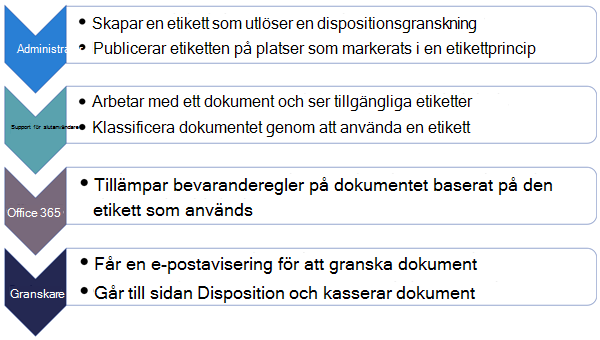 Administra
• Skapar en etikett som utlöser en dispositionsgranskning
• Publicerar etiketten på platser som markerats i en etikettprincip
Support för slutanvändare
• Arbetar med ett dokument och ser tillgängliga etiketter
• Klassificera dokumentet genom att använda en etikett
Office 365
• Tillämpar bevaranderegler på dokumentet baserat på den
etikett som används
Granskare
• Får en e-postavisering för att granska dokument
• Går till sidan Disposition och kasserar dokument